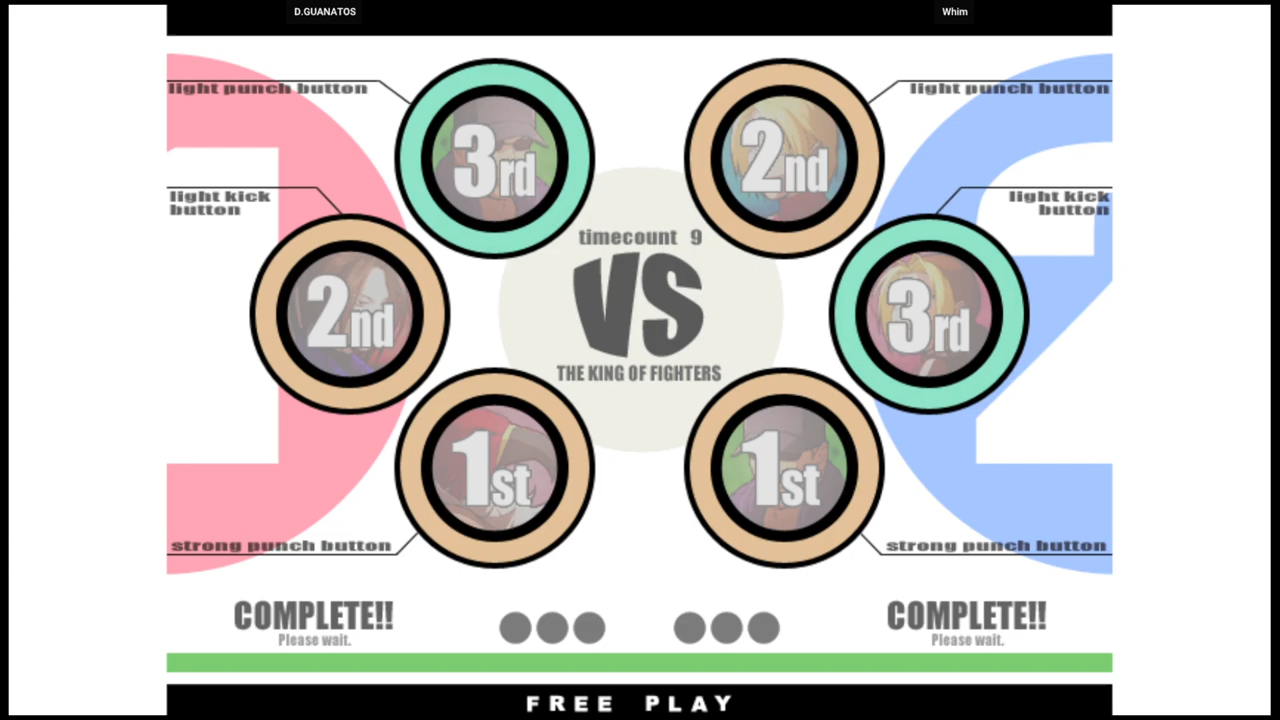 D.GUANATOS
Whim
light punch button
light punch button
3rd
2nd
light kick
button
light kick
button
timecount 9
VS
THE KING OF FIGHTERS
2nd
3rd
1st
1st
strong punch button
strong punch button
COMPLETE!!
Please wait.
COMPLETE!!
Please wait.
FREE PLAY